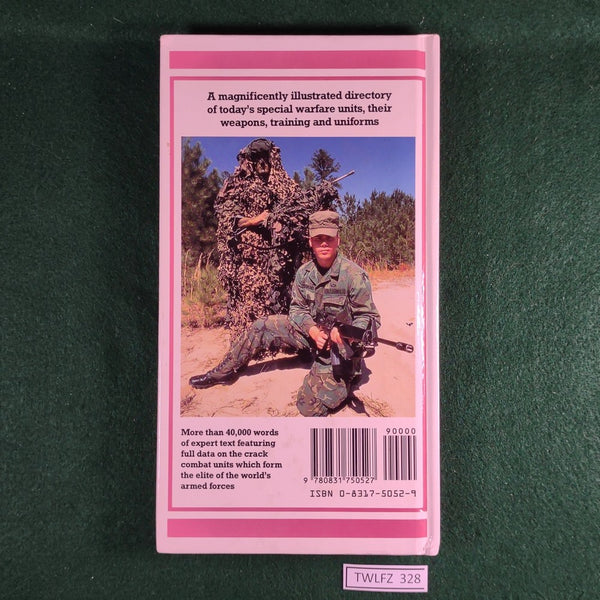 A magnificently illustrated directory
of today's special warfare units, their
weapons, training and uniforms
More than 40,000 words
of expert text featuring
full data on the crack
combat units which form
the elite of the world's
armed forces
90000
9 780831 750527
ISBN 0-8317-5052-9
TWLFZ 328